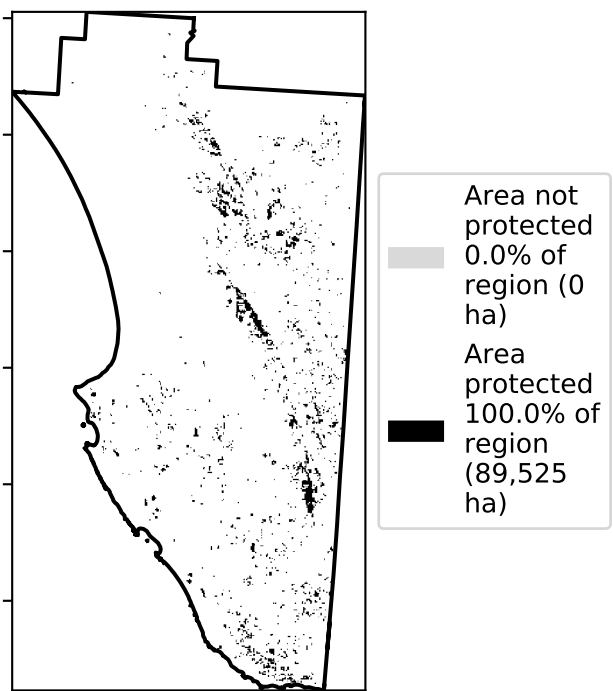 Area not
protected
0.0% of
region (0
ha)
Area
protected
100.0% of
region
(89,525
ha)